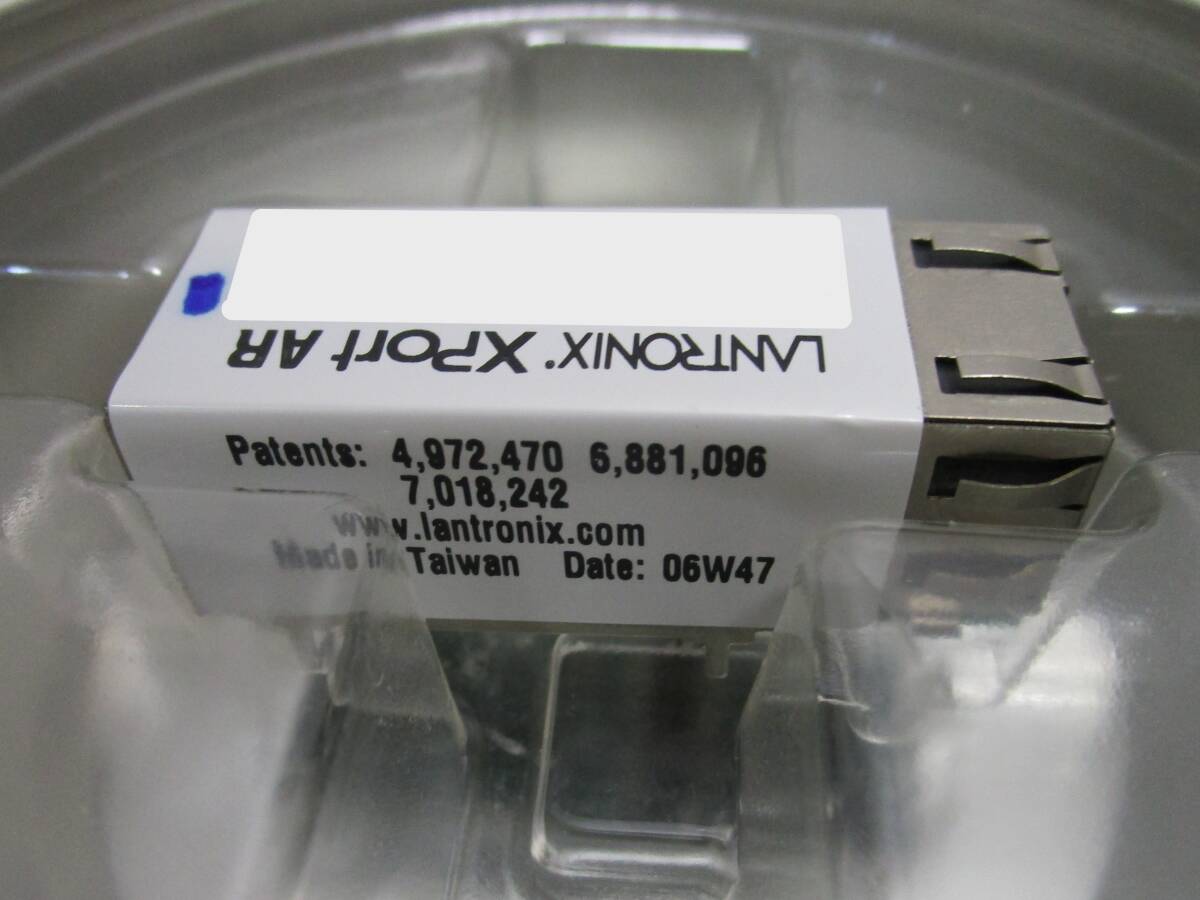 LANTRONIX® XPort AR
Patents: 4,972,470 6,881,096
7,018,242
www.lantronix.com
Made in Taiwan Date: 06W47